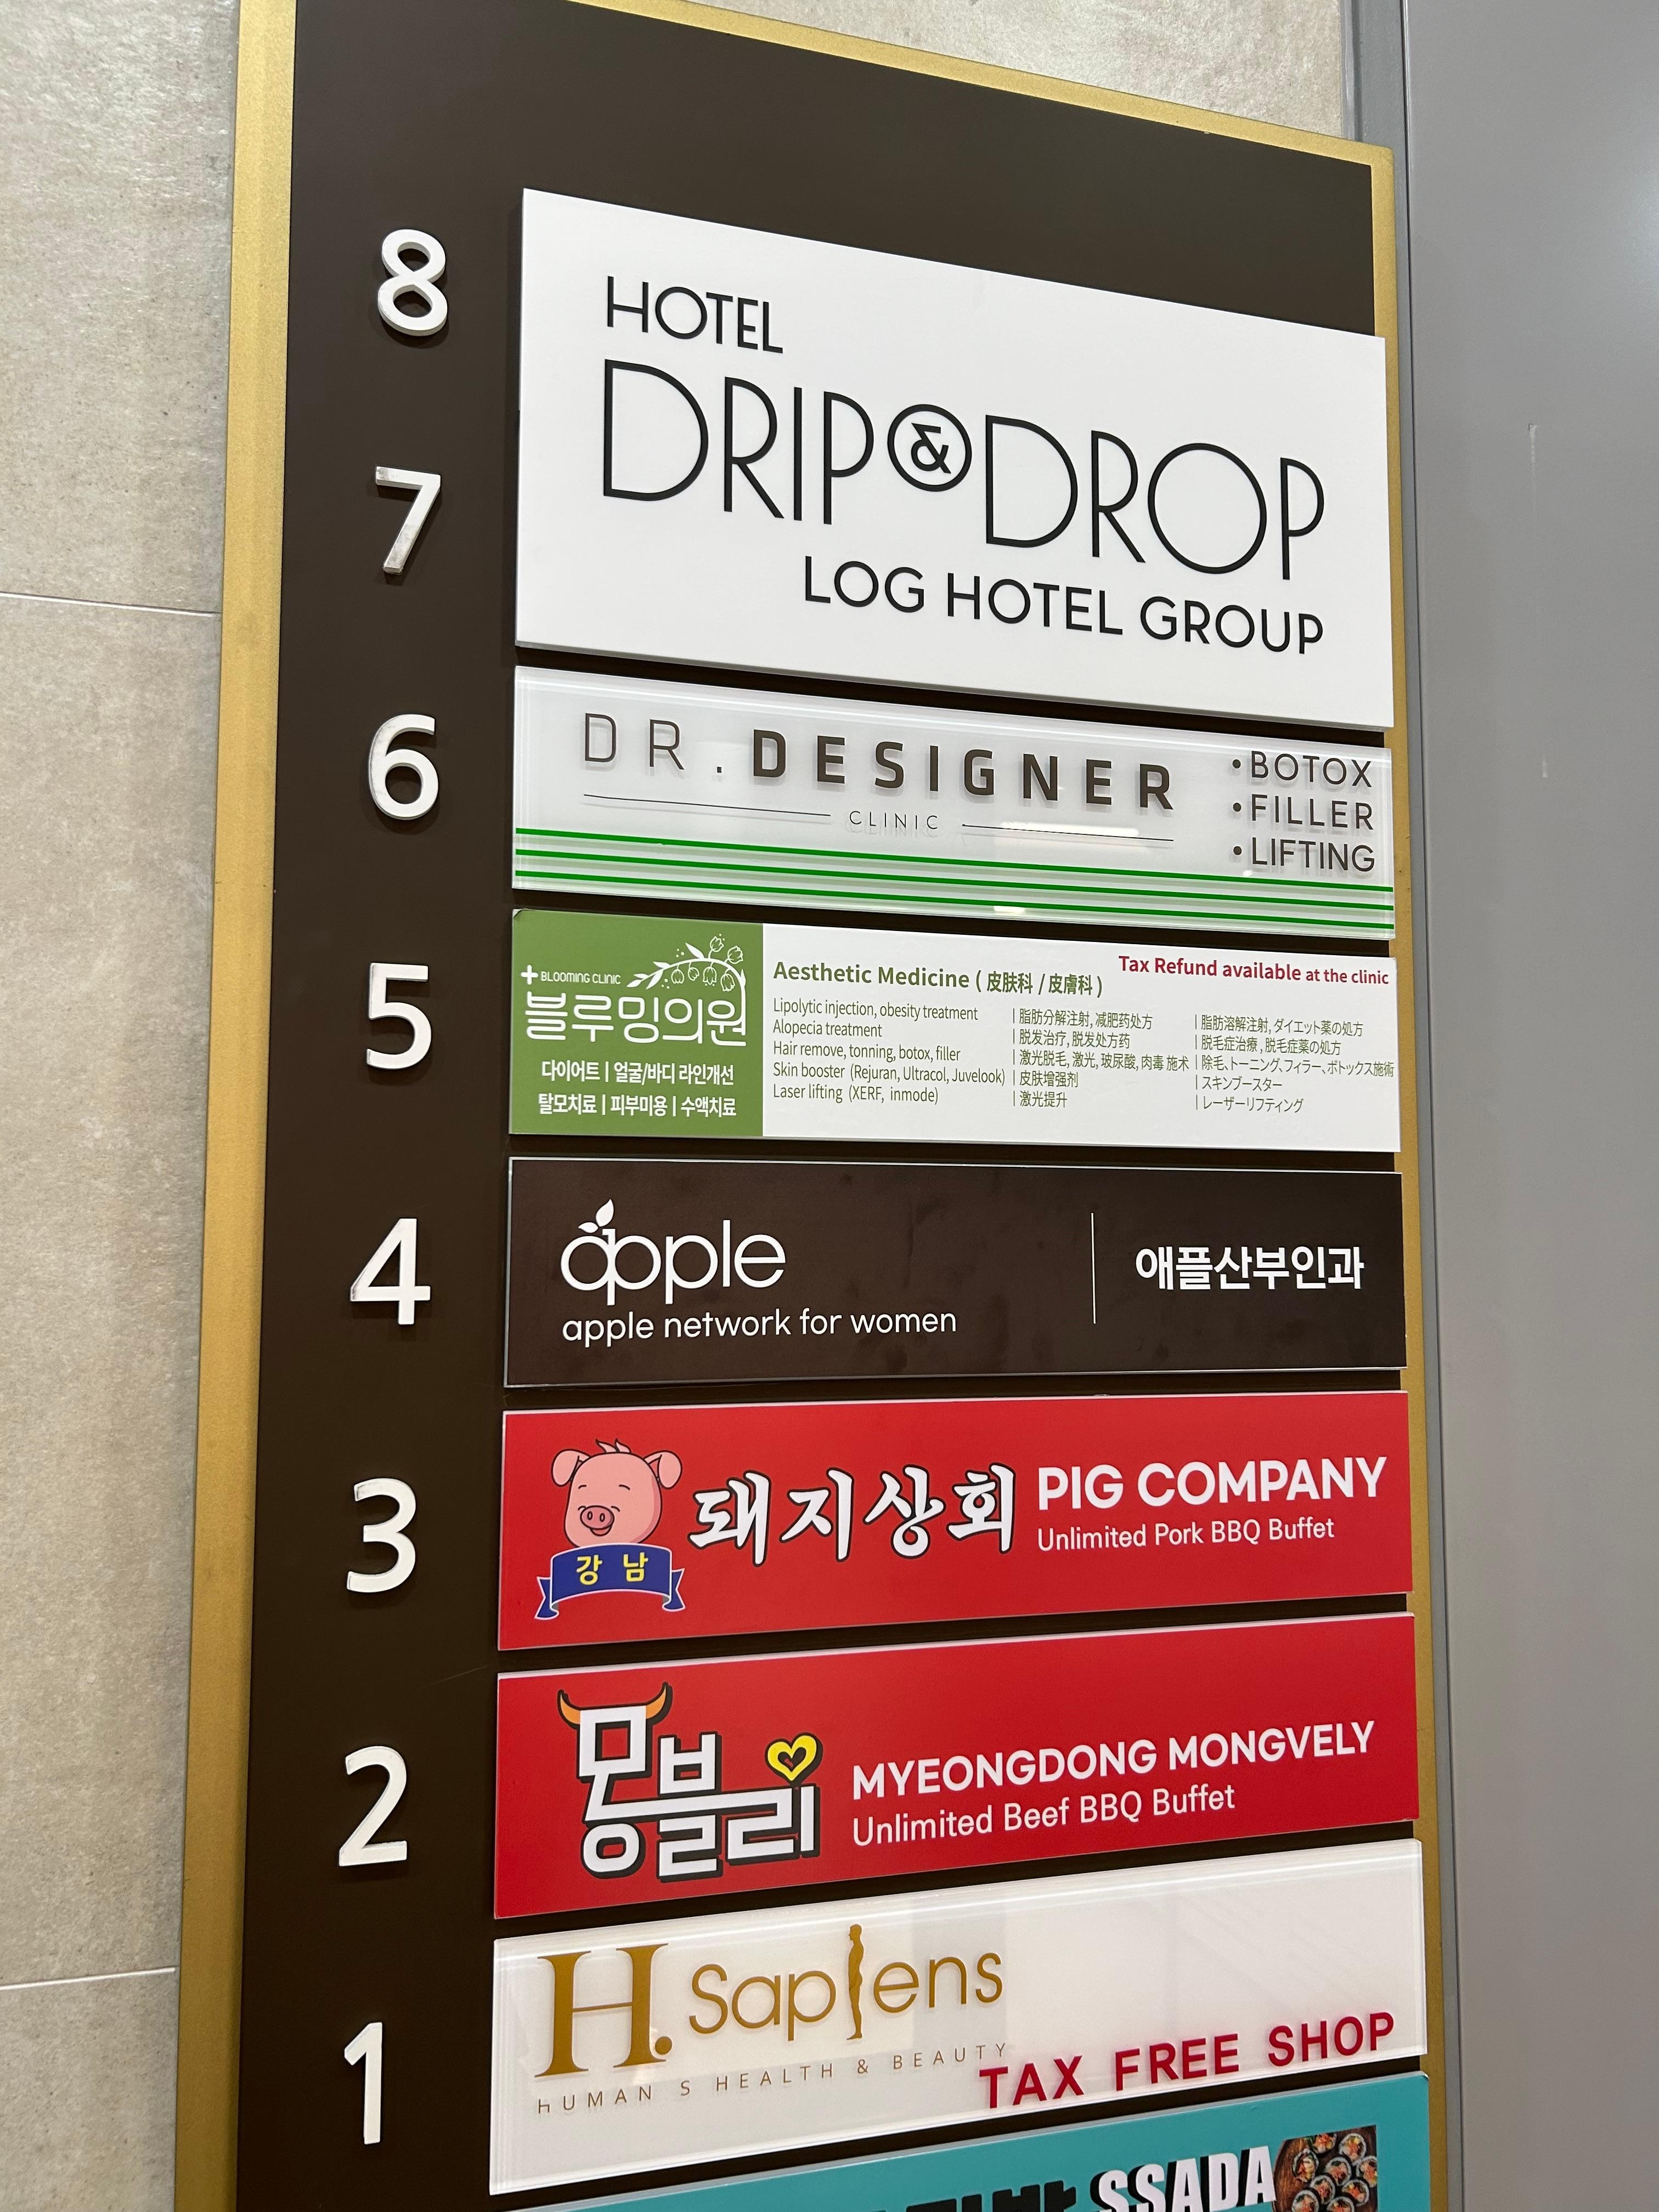 8
HOTEL
DRIP&DROP
LOG HOTEL GROUP
7
6
DR.DESIGNER
CLINIC
•BOTOX
•FILLER
•LIFTING
5
BLOOMING CLINIC
블루밍의원
다이어트 | 얼굴/바디 라인개선
탈모치료 | 피부미용 | 수액치료
Aesthetic Medicine ( 皮肤科 / 皮膚科 )
Tax Refund available at the clinic
Lipolytic injection, obesity treatment
Alopecia treatment
Hair remove, tonning, botox, filler
Skin booster (Rejuran, Ultracol, Juvelook)
Laser lifting (XERF, inmode)
| 脂肪分解注射, 减肥药处方
| 脱发治疗, 脱发处方药
| 激光脱毛, 激光, 玻尿酸, 肉毒 施术
| 皮肤增强剂
| 激光提升
| 脂肪溶解注射, ダイエット薬の処方
| 脱毛症治療 , 脱毛症薬の処方
| 除毛、トーニング、フィラー、ボトックス施術
| スキンブースター
| レーザーリフティング
4
apple
apple network for women
애플산부인과
3
강남
돼지상회
PIG COMPANY
Unlimited Pork BBQ Buffet
2
몽블리
MYEONGDONG MONGVELY
Unlimited Beef BBQ Buffet
1
H. Sapiens
HUMAN S HEALTH & BEAUTY
TAX FREE SHOP
SSADA